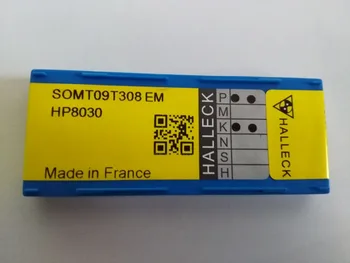 SOMT09T308 EM
HP8030
Made in France
HALLECK
P
M
K
N
S
H
HALLECK